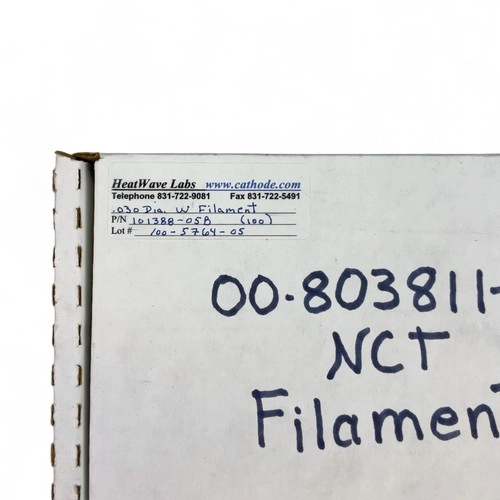 HeatWave Labs www.cathode.com
Telephone 831-722-9081 Fax 831-722-5491
.030 Dia. W Filament
P/N 101388-05B (100)
Lot # 100-5764-05
00-803811-
NCT
Filament